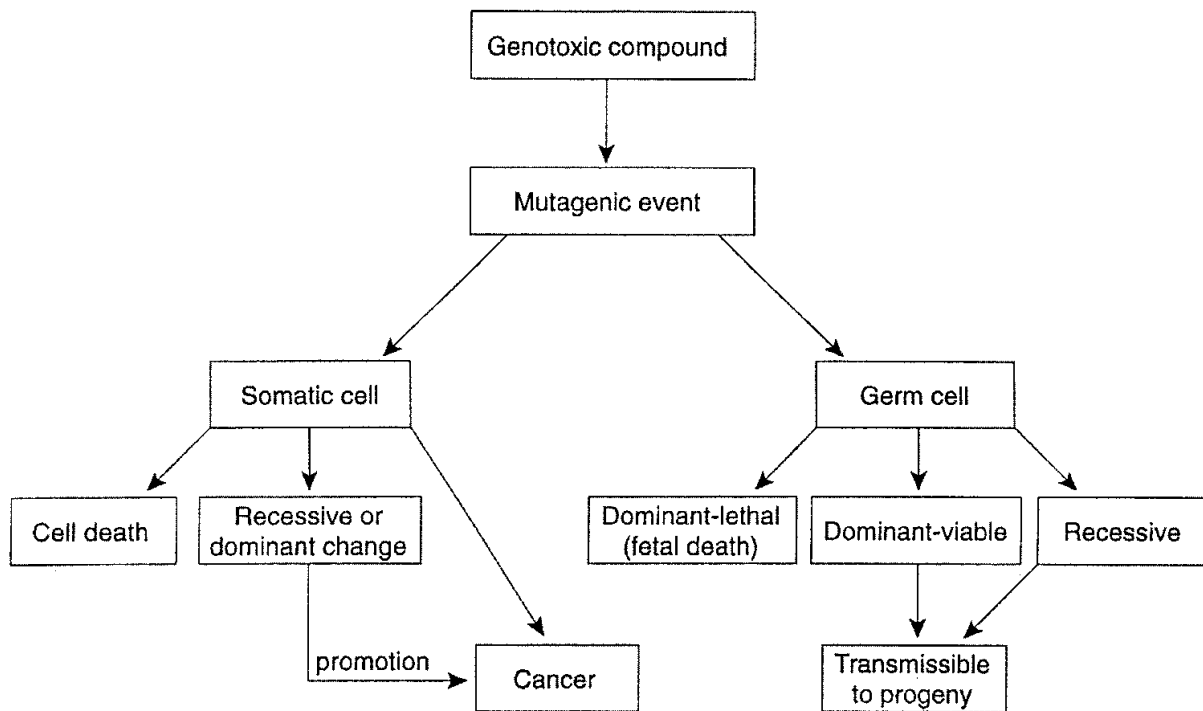 Genotoxic compound
Mutagenic event
Somatic cell
Germ cell
Cell death
Recessive or
dominant change
Dominant-lethal
(fetal death)
Dominant-viable
Recessive
promotion
Cancer
Transmissible
to progeny